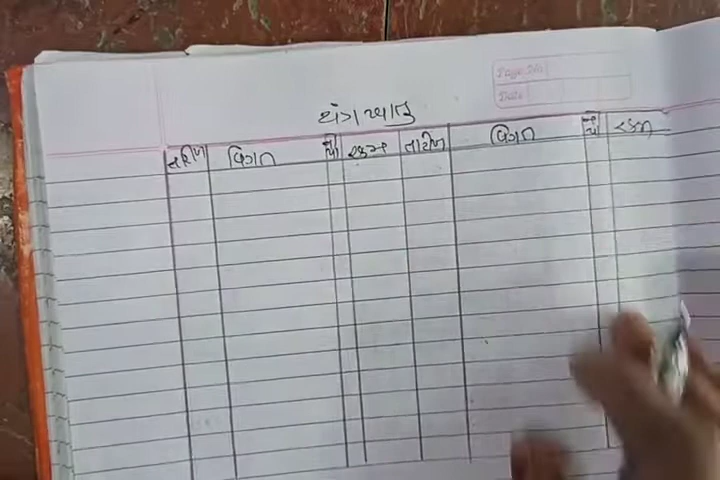 Page No.
Date
યંગ ખાતુ
તારીખ વિગત પા રકમ તારીખ વિગત પા રકમ